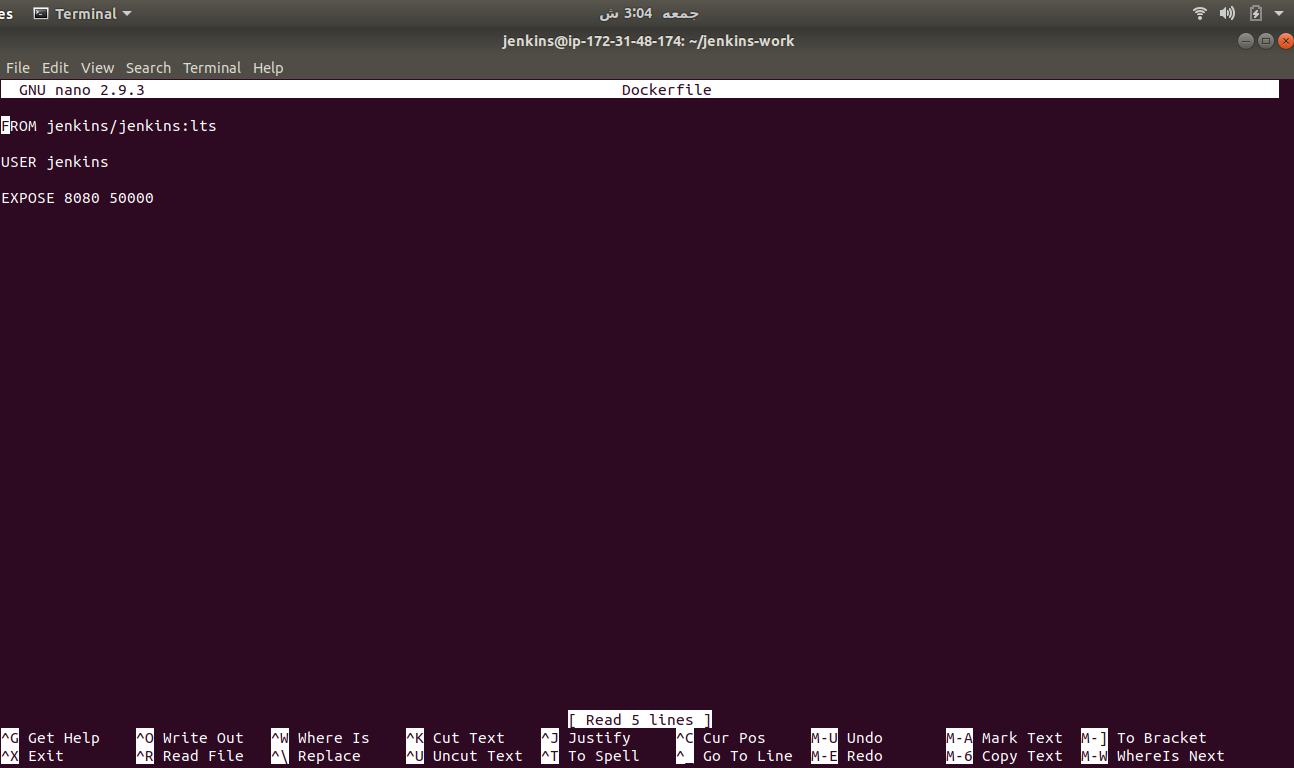 es Terminal جمعه 3:04 ش
jenkins@ip-172-31-48-174: ~/jenkins-work
File Edit View Search Terminal Help
GNU nano 2.9.3 Dockerfile
FROM jenkins/jenkins:lts
USER jenkins
EXPOSE 8080 50000
[ Read 5 lines ]
^G Get Help ^O Write Out ^W Where Is ^K Cut Text ^J Justify ^C Cur Pos M-U Undo M-A Mark Text M-] To Bracket
^X Exit ^R Read File ^\ Replace ^U Uncut Text ^T To Spell ^_ Go To Line M-E Redo M-6 Copy Text M-W WhereIs Next